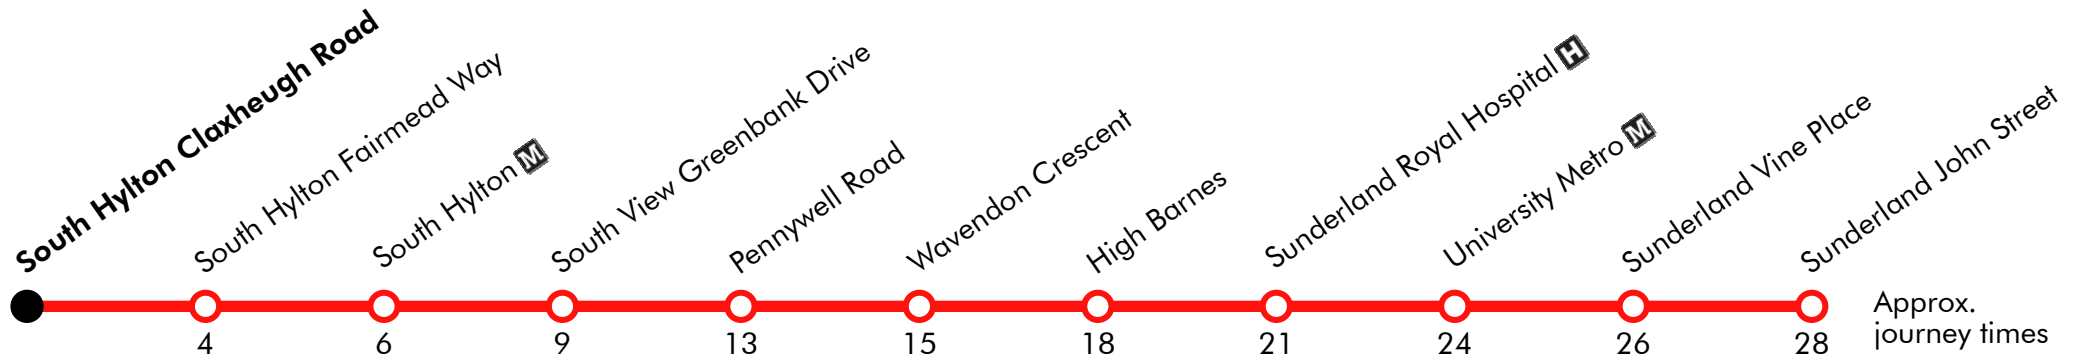 South Hylton Claxheugh Road
South Hylton Fairmead Way
South Hylton M
South View Greenbank Drive
Pennywell Road
Wavendon Crescent
High Barnes
Sunderland Royal Hospital H
University Metro M
Sunderland Vine Place
Sunderland John Street
4 6 9 13 15 18 21 24 26 28
Approx.
journey times